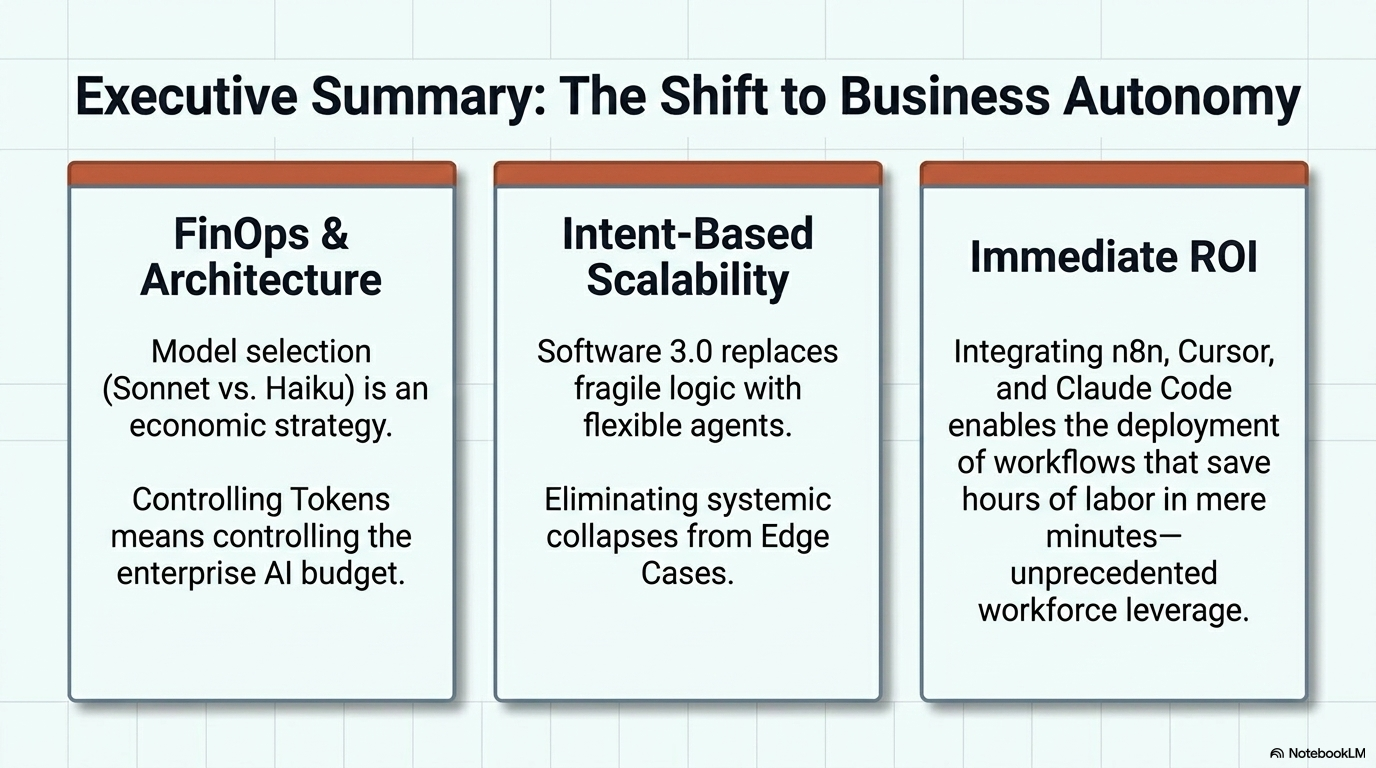 Executive Summary: The Shift to Business Autonomy
FinOps &
Architecture
Model selection
(Sonnet vs. Haiku) is an
economic strategy.
Controlling Tokens
means controlling the
enterprise AI budget.
Intent-Based
Scalability
Software 3.0 replaces
fragile logic with
flexible agents.
Eliminating systemic
collapses from Edge
Cases.
Immediate ROI
Integrating n8n, Cursor,
and Claude Code
enables the deployment
of workflows that save
hours of labor in mere
minutes—
unprecedented
workforce leverage.
NotebookLM